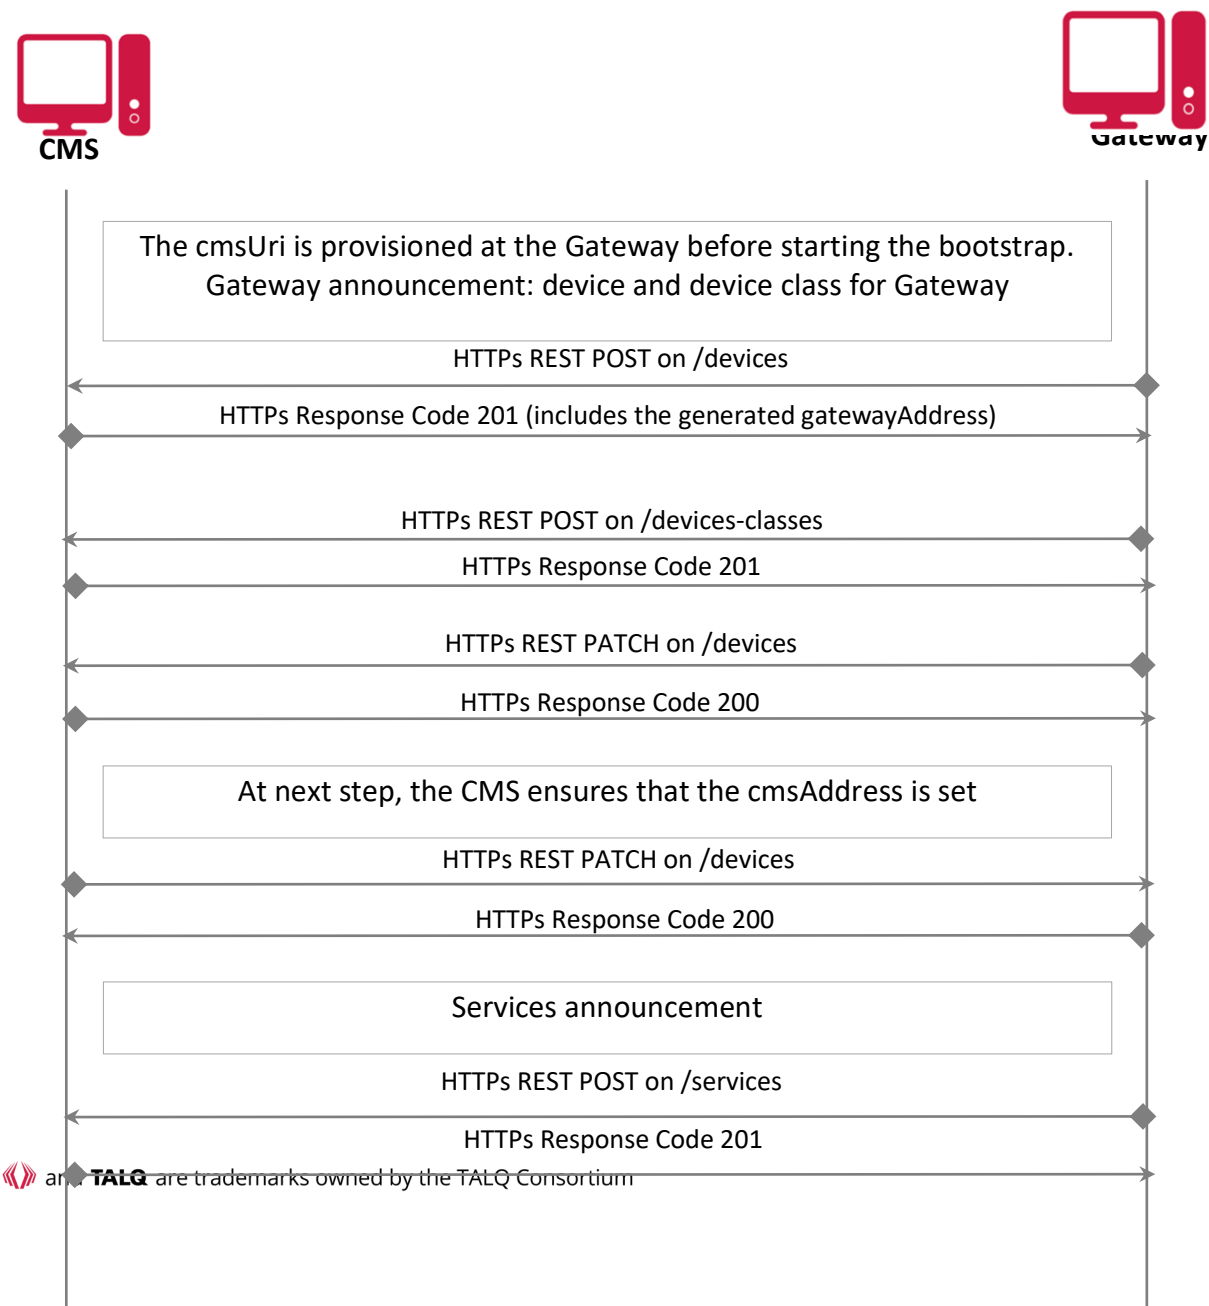 CMS
Gateway
The cmsUri is provisioned at the Gateway before starting the bootstrap.
Gateway announcement: device and device class for Gateway
HTTPs REST POST on /devices
HTTPs Response Code 201 (includes the generated gatewayAddress)
HTTPs REST POST on /devices-classes
HTTPs Response Code 201
HTTPs REST PATCH on /devices
HTTPs Response Code 200
At next step, the CMS ensures that the cmsAddress is set
HTTPs REST PATCH on /devices
HTTPs Response Code 200
Services announcement
HTTPs REST POST on /services
HTTPs Response Code 201
and TALQ are trademarks owned by the TALQ Consortium